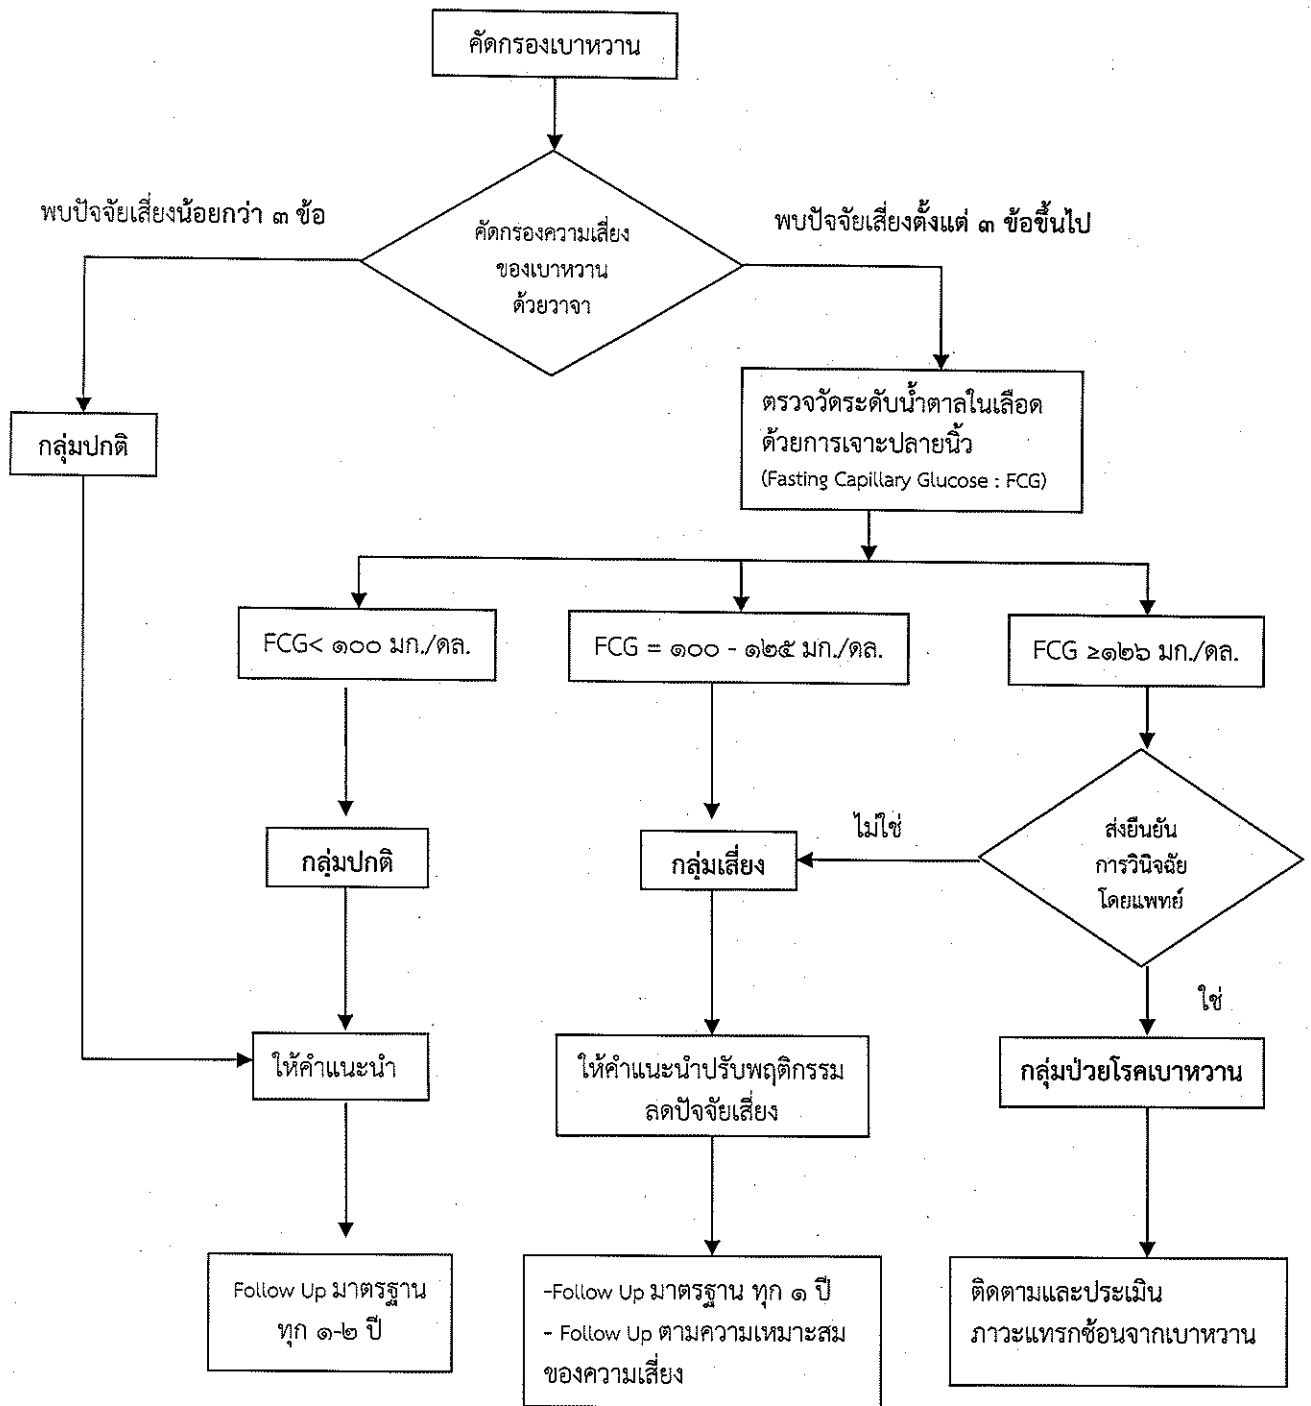 คัดกรองเบาหวาน
พบปัจจัยเสี่ยงน้อยกว่า ๓ ข้อ
พบปัจจัยเสี่ยงตั้งแต่ ๓ ข้อขึ้นไป
คัดกรองความเสี่ยง
ของเบาหวาน
ด้วยวาจา
กลุ่มปกติ
ตรวจวัดระดับน้ำตาลในเลือด
ด้วยการเจาะปลายนิ้ว
(Fasting Capillary Glucose : FCG)
FCG< ๑๐๐ มก./ดล.
FCG = ๑๐๐ - ๑๒๕ มก./ดล.
FCG ≥๑๒๖ มก./ดล.
กลุ่มปกติ
กลุ่มเสี่ยง
ไม่ใช่
ส่งยืนยัน
การวินิจฉัย
โดยแพทย์
ใช่
ให้คำแนะนำ
ให้คำแนะนำปรับพฤติกรรม
ลดปัจจัยเสี่ยง
กลุ่มป่วยโรคเบาหวาน
Follow Up มาตรฐาน
ทุก ๑-๒ ปี
-Follow Up มาตรฐาน ทุก ๑ ปี
- Follow Up ตามความเหมาะสม
ของความเสี่ยง
ติดตามและประเมิน
ภาวะแทรกซ้อนจากเบาหวาน